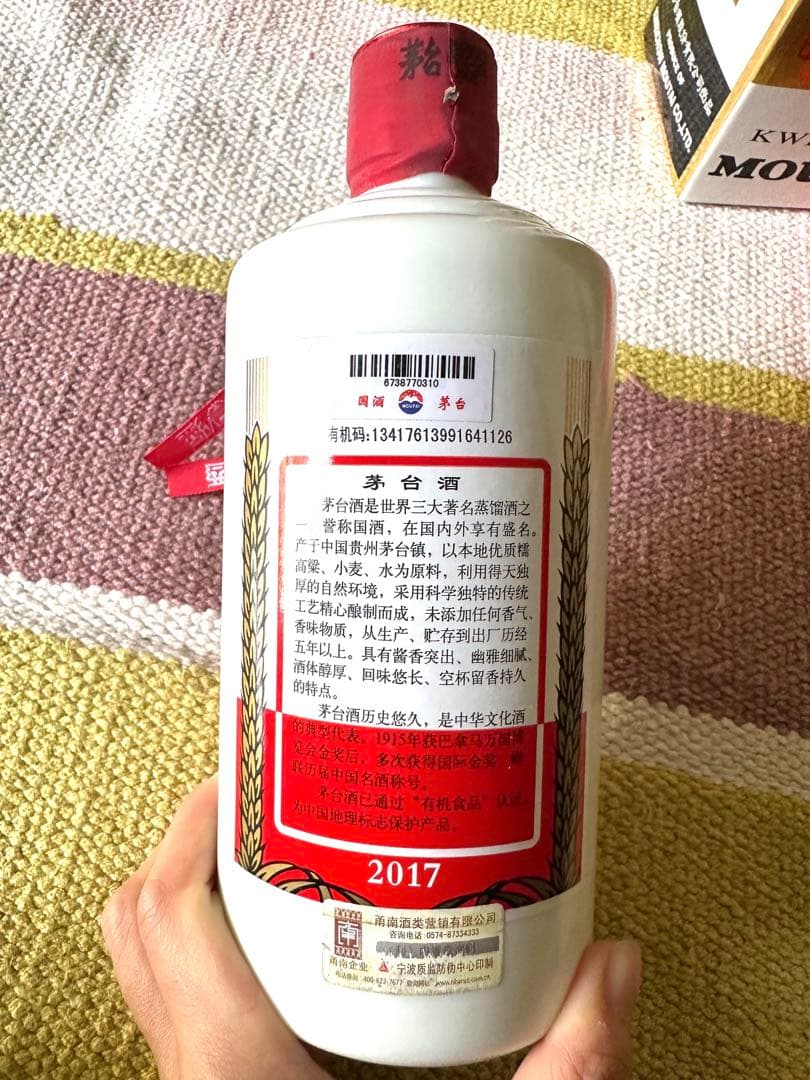 茅台
KW
MOU
6738770310
国酒 MOUTAI 茅台
有机码:13417613991641126
茅台酒
茅台酒是世界三大著名蒸馏酒之
一,誉称国酒,在国内外享有盛名。
产于中国贵州茅台镇,以本地优质糯
高粱、小麦、水为原料,利用得天独
厚的自然环境,采用科学独特的传统
工艺精心酿制而成,未添加任何香气、
香味物质,从生产、贮存到出厂历经
五年以上。具有酱香突出、幽雅细腻、
酒体醇厚、回味悠长、空杯留香持久
的特点。
茅台酒历史悠久,是中华文化酒
的典型代表。1915年获巴拿马万国博
览会金奖后,多次获得国际金奖,蝉
联历届中国名酒称号。
茅台酒已通过"有机食品"认证,
为中国地理标志保护产品。
2017
南
甬南企业
甬南酒类营销有限公司
咨询电话:0574-87334333
宁波质监防伪中心印制
400-622-7677